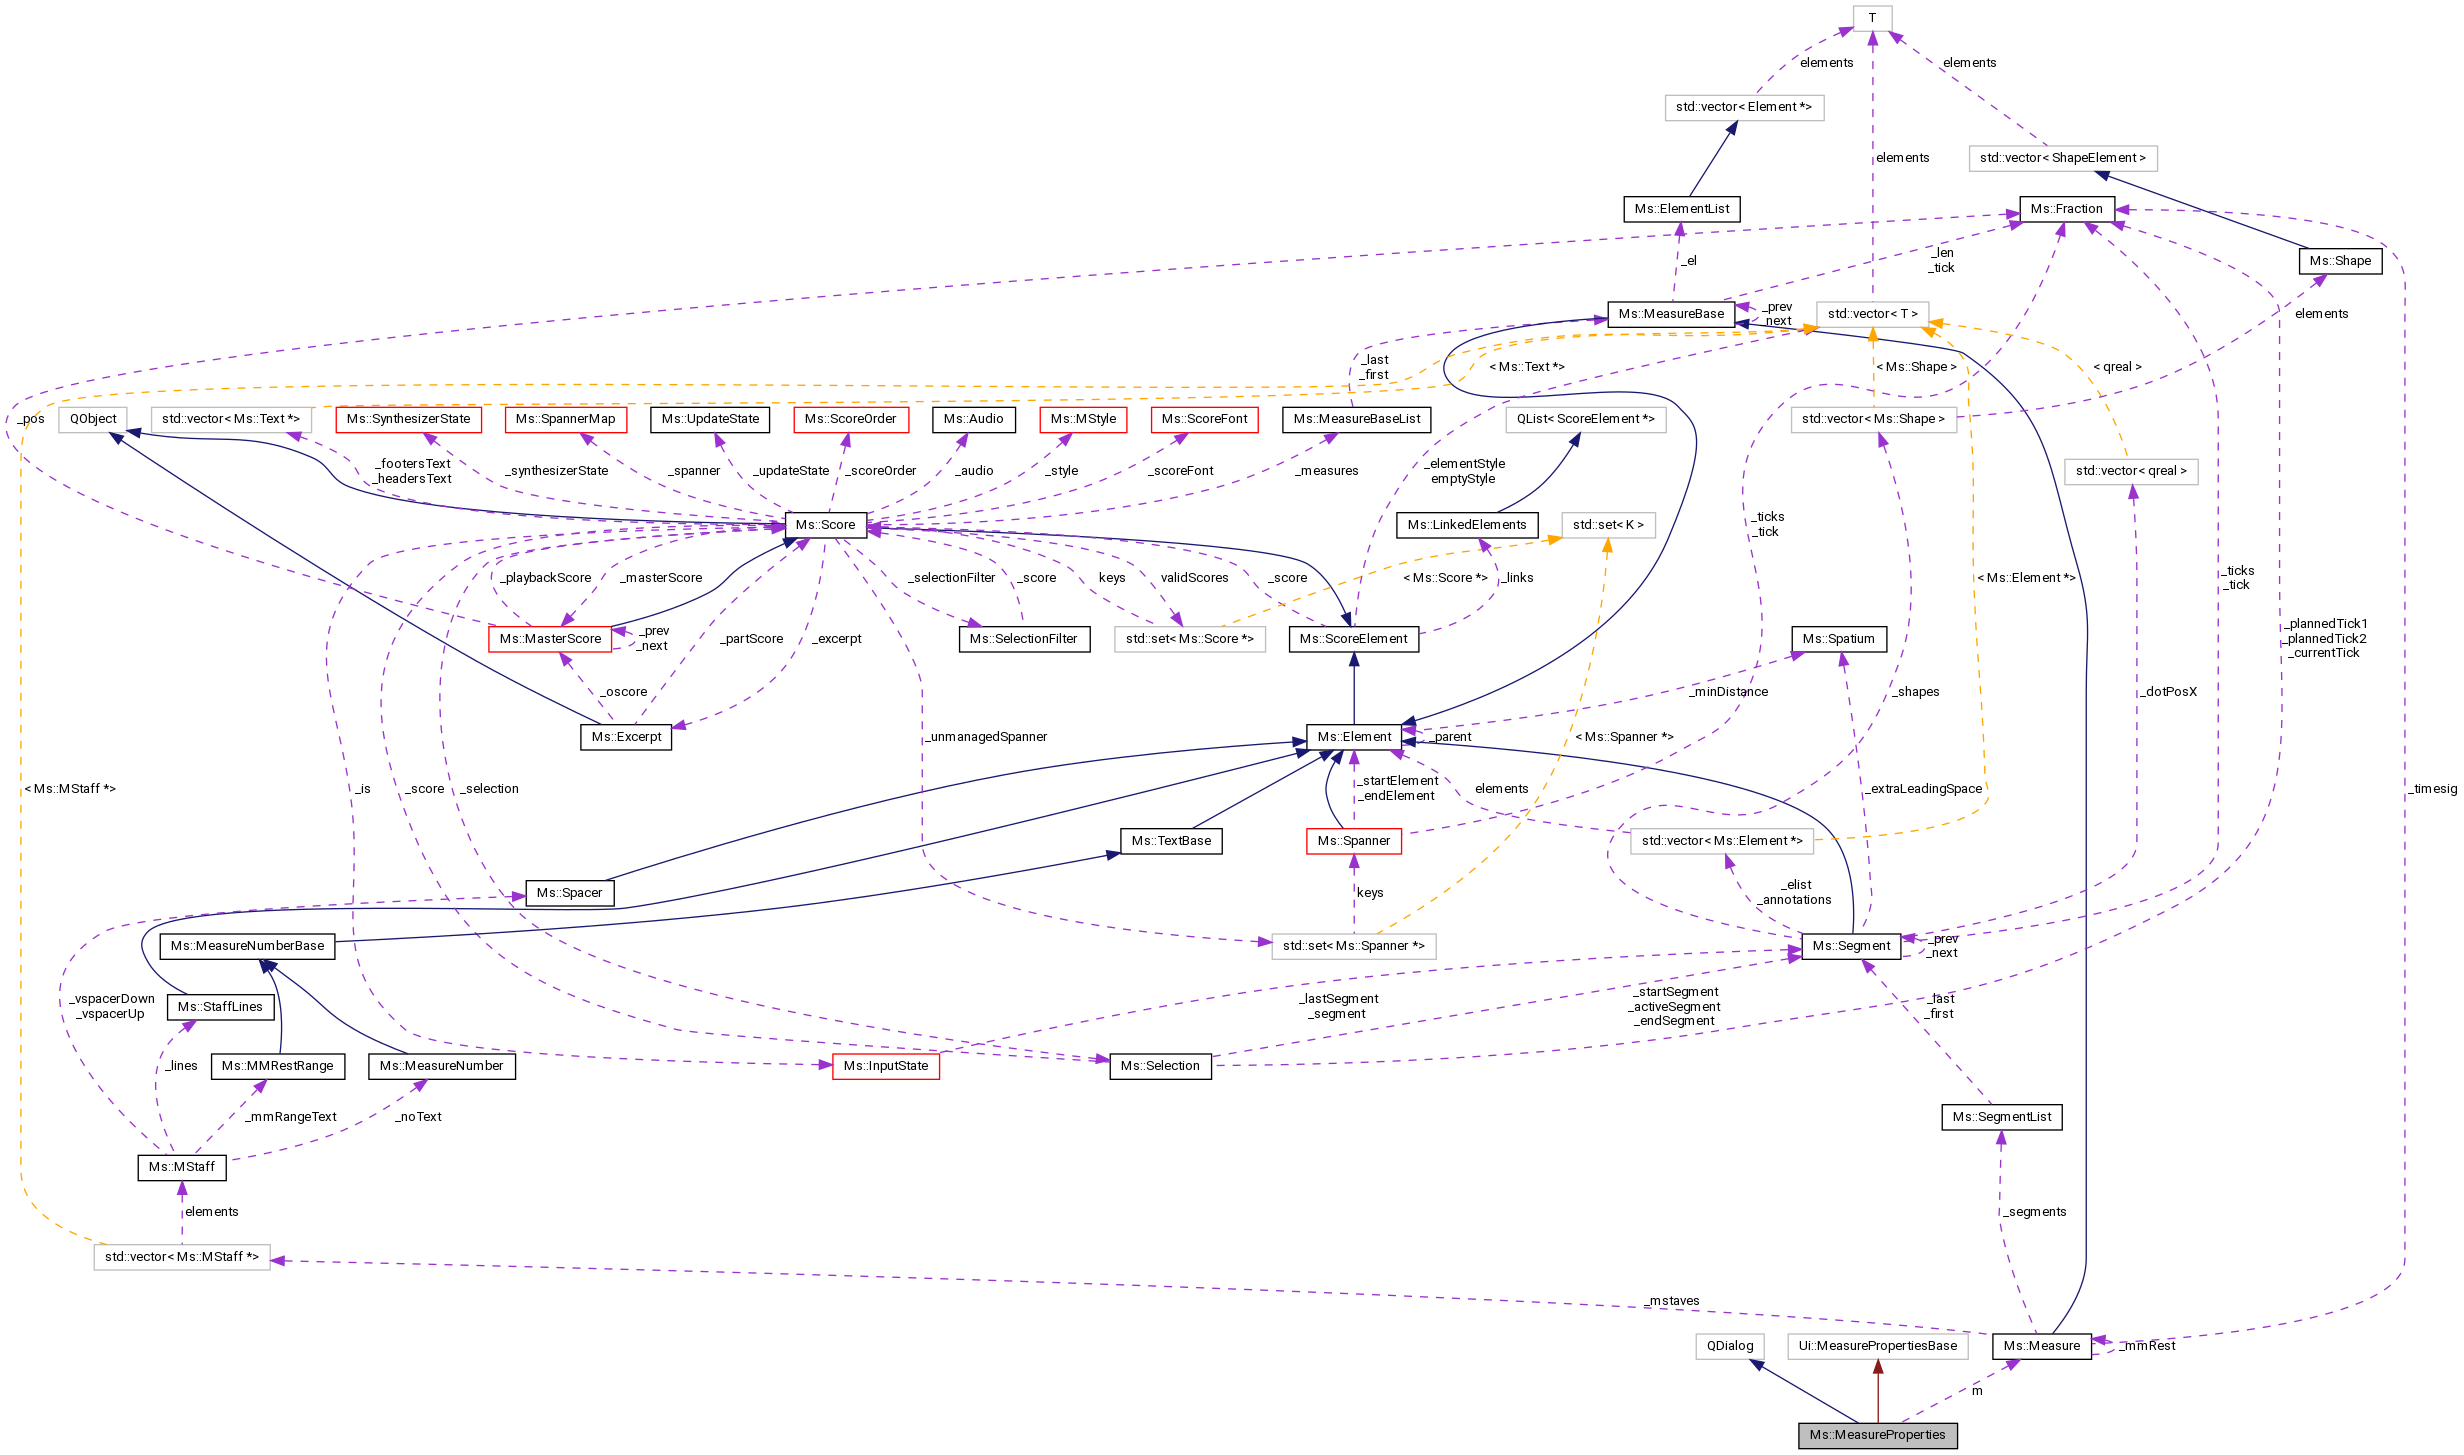 T
elements
elements
std::vector< Element *>
elements
std::vector< ShapeElement >
Ms::ElementList
Ms::Fraction
_el
_len
_tick
Ms::Shape
Ms::MeasureBase
_prev
_next
std::vector< T >
elements
_last
_first
< Ms::Text *>
< Ms::Shape >
< qreal >
_pos
QObject
std::vector< Ms::Text *>
Ms::SynthesizerState
Ms::SpannerMap
Ms::UpdateState
Ms::ScoreOrder
Ms::Audio
Ms::MStyle
Ms::ScoreFont
Ms::MeasureBaseList
QList< ScoreElement *>
std::vector< Ms::Shape >
_footersText
_headersText
_synthesizerState
_spanner
_updateState
_scoreOrder
_audio
_style
_scoreFont
_measures
_elementStyle
emptyStyle
std::vector< qreal >
Ms::Score
Ms::LinkedElements
std::set< K >
_ticks
_tick
_playbackScore
_masterScore
_selectionFilter
_score
keys
validScores
_score
< Ms::Score *>
_links
< Ms::Element *>
_ticks
_tick
Ms::MasterScore
_prev
_next
_partScore
_excerpt
Ms::SelectionFilter
std::set< Ms::Score *>
Ms::ScoreElement
Ms::Spatium
_plannedTick1
_plannedTick2
_currentTick
_oscore
_minDistance
_shapes
_dotPosX
Ms::Excerpt
_unmanagedSpanner
Ms::Element
_parent
< Ms::Spanner *>
< Ms::MStaff *>
_is
_score
_selection
_startElement
_endElement
elements
_extraLeadingSpace
_timesig
Ms::TextBase
Ms::Spanner
std::vector< Ms::Element *>
Ms::Spacer
keys
_elist
_annotations
Ms::MeasureNumberBase
std::set< Ms::Spanner *>
Ms::Segment
_prev
_next
_vspacerDown
_vspacerUp
Ms::StaffLines
_lastSegment
_segment
_startSegment
_activeSegment
_endSegment
_last
_first
_lines
Ms::MMRestRange
Ms::MeasureNumber
Ms::InputState
Ms::Selection
_mmRangeText
_noText
Ms::SegmentList
Ms::MStaff
elements
_segments
std::vector< Ms::MStaff *>
_mstaves
QDialog
Ui::MeasurePropertiesBase
Ms::Measure
_mmRest
m
Ms::MeasureProperties